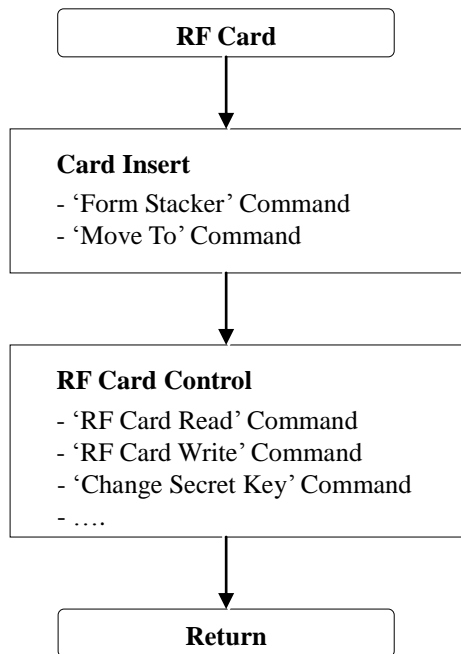 RF Card
Card Insert
- ‘Form Stacker’ Command
- ‘Move To’ Command
RF Card Control
- ‘RF Card Read’ Command
- ‘RF Card Write’ Command
- ‘Change Secret Key’ Command
- ….
Return